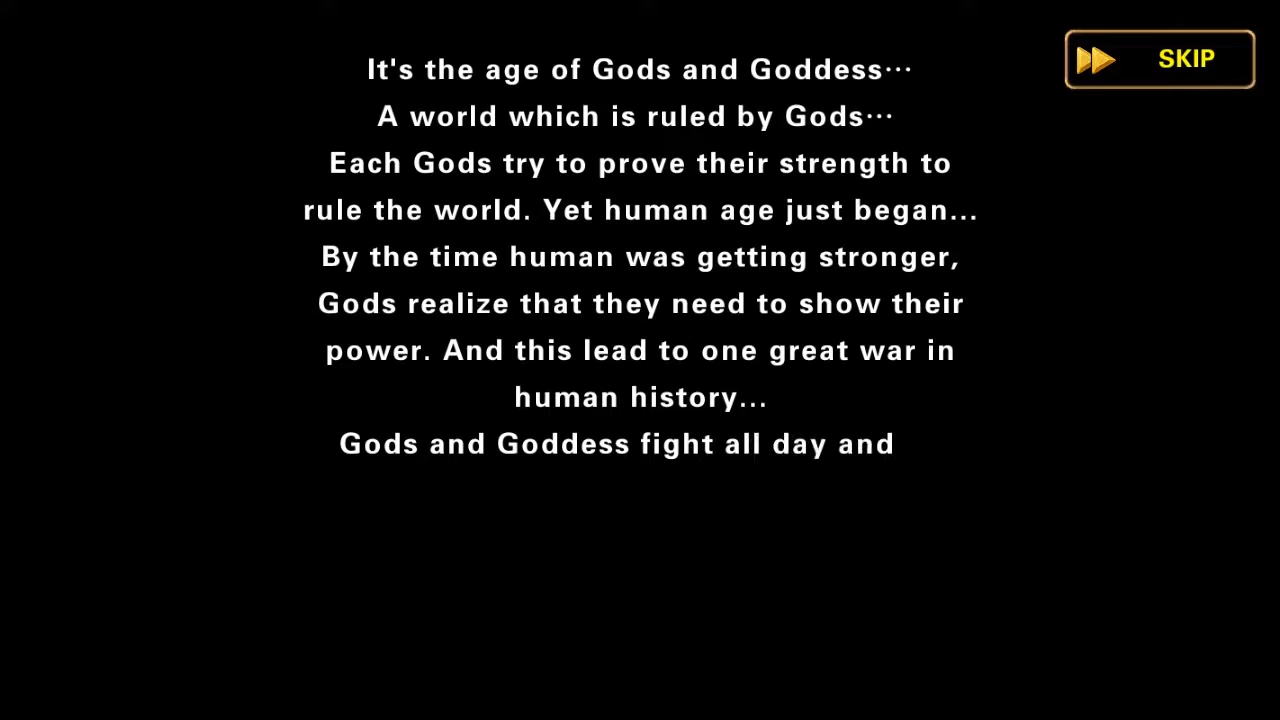 It's the age of Gods and Goddess…
SKIP
A world which is ruled by Gods…
Each Gods try to prove their strength to
rule the world. Yet human age just began...
By the time human was getting stronger,
Gods realize that they need to show their
power. And this lead to one great war in
human history...
Gods and Goddess fight all day and